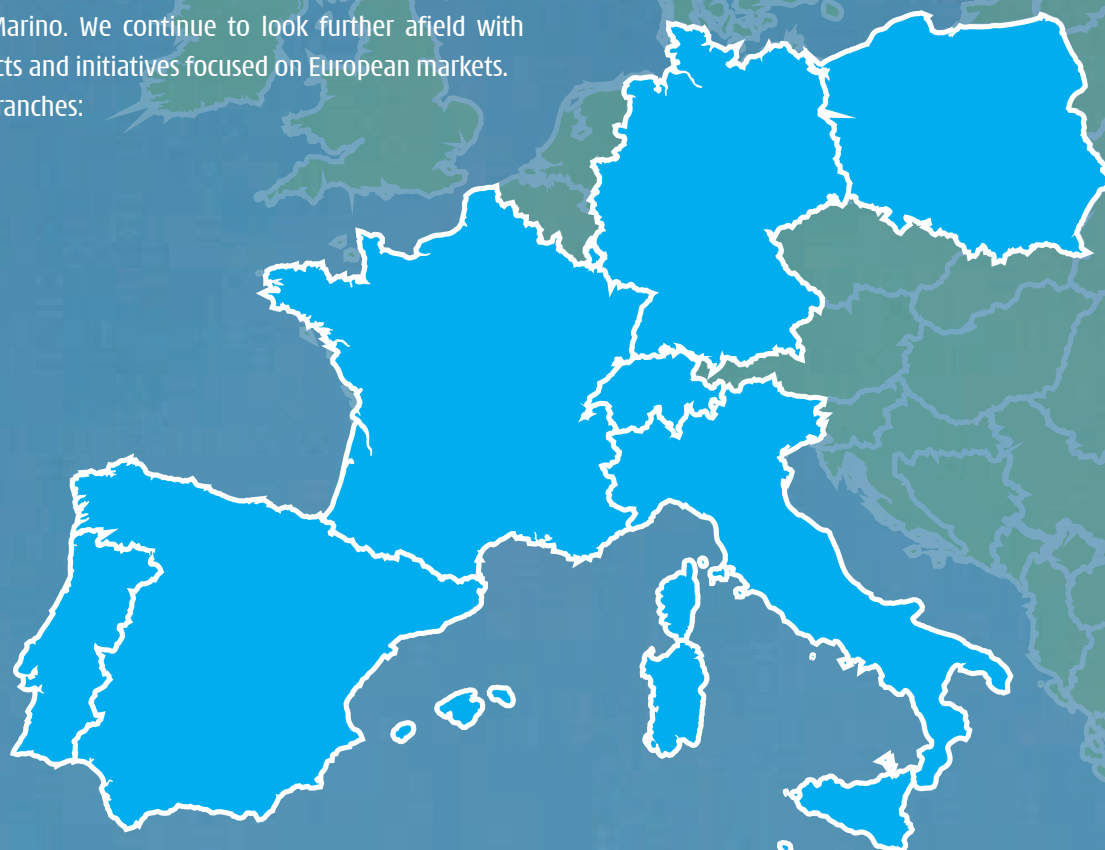 Marino. We continue to look further afield with
cts and initiatives focused on European markets.
ranches: